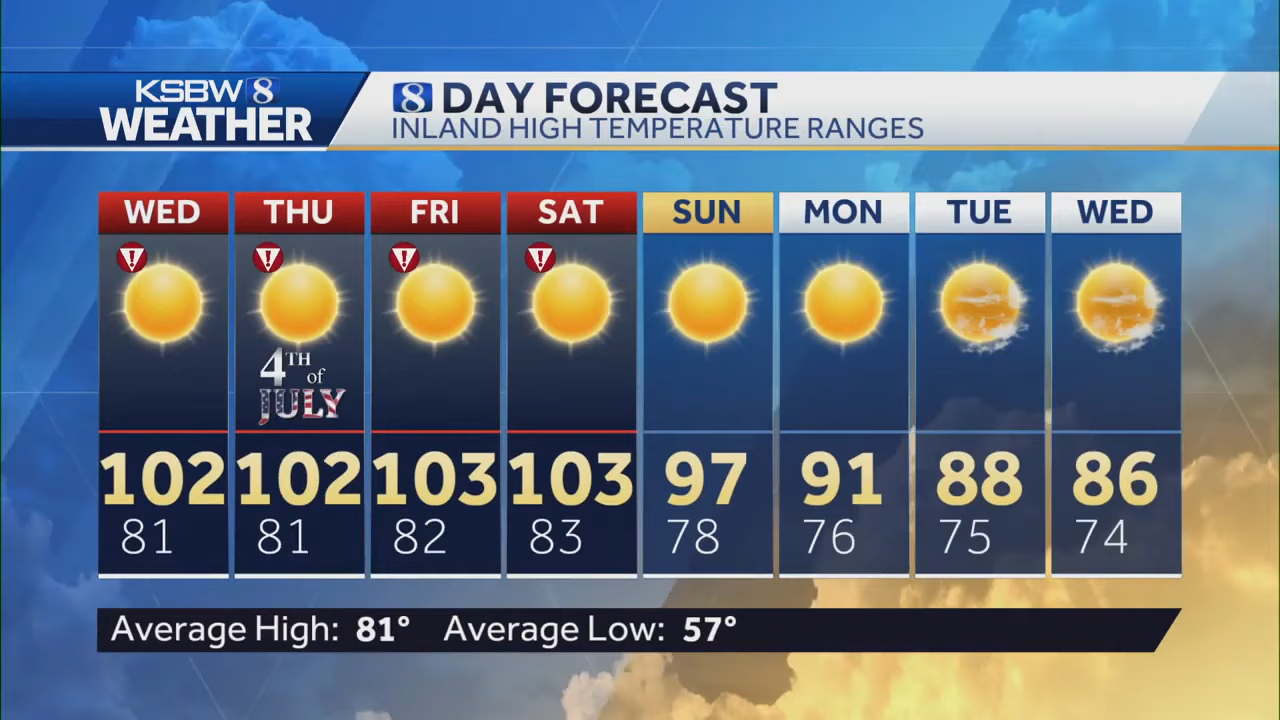 KSBW 8
WEATHER
8 DAY FORECAST
INLAND HIGH TEMPERATURE RANGES
WED THU FRI SAT SUN MON TUE WED
! ! ! !
4TH of JULY
102 102 103 103 97 91 88 86
81 81 82 83 78 76 75 74
Average High: 81° Average Low: 57°